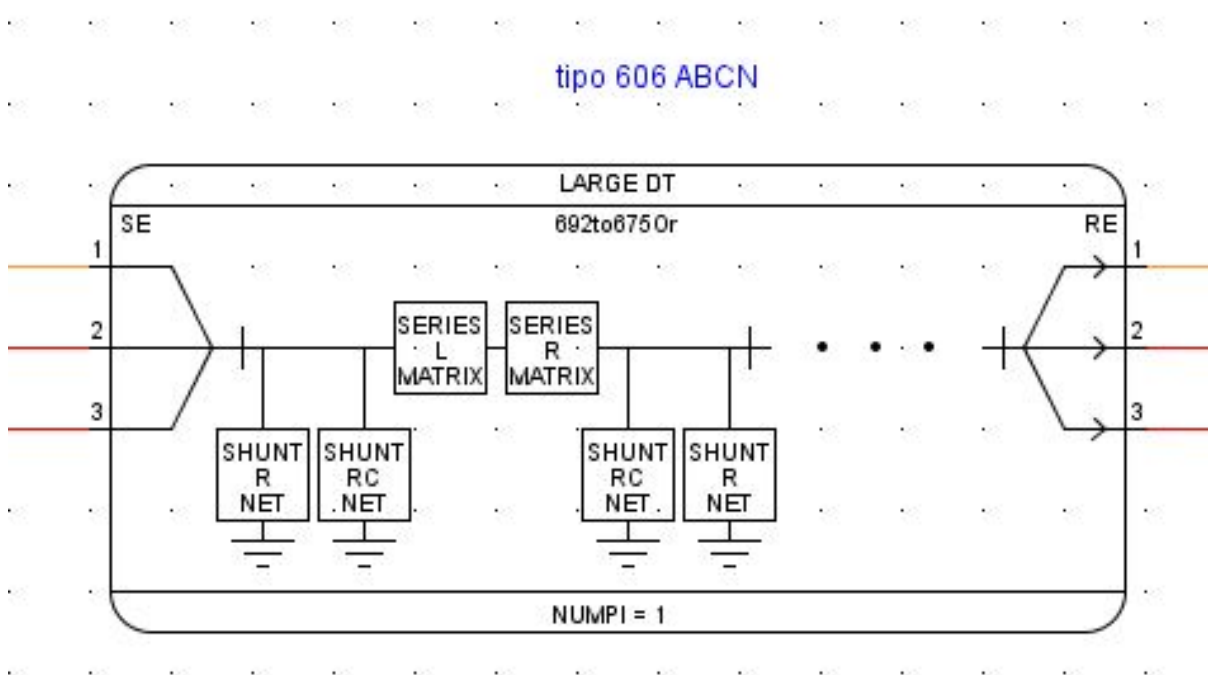 tipo 606 ABCN
LARGE DT
SE
692to675Or
RE
1
1
2
2
3
3
SERIES
L
MATRIX
SERIES
R
MATRIX
SHUNT
R
NET
SHUNT
RC
NET
SHUNT
RC
NET
SHUNT
R
NET
NUMPI = 1